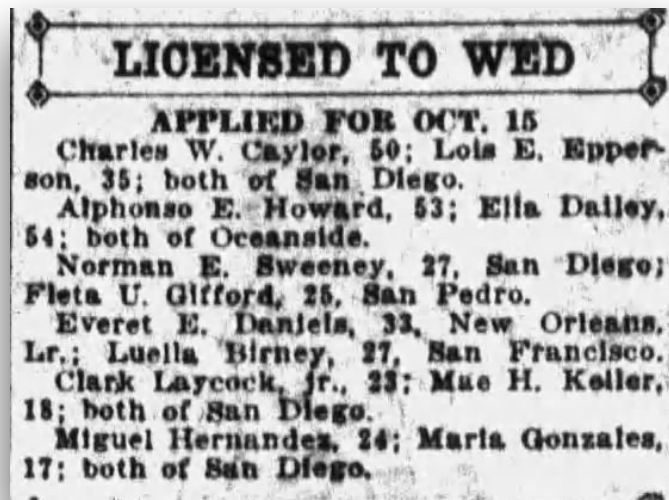 LICENSED TO WED
APPLIED FOR OCT. 15
Charles W. Caylor, 50; Lois E. Epper-
son, 35; both of San Diego.
Alphonso E. Howard, 53; Ella Dailey,
54; both of Oceanside.
Norman E. Sweeney, 27, San Diego;
Fleta U. Gifford, 25, San Pedro.
Everet E. Daniels, 33, New Orleans,
Lr.; Luella Birney, 27, San Francisco.
Clark Laycock, jr., 23; Mae H. Keller,
18; both of San Diego.
Miguel Hernandez, 24; Maria Gonzales,
17; both of San Diego.